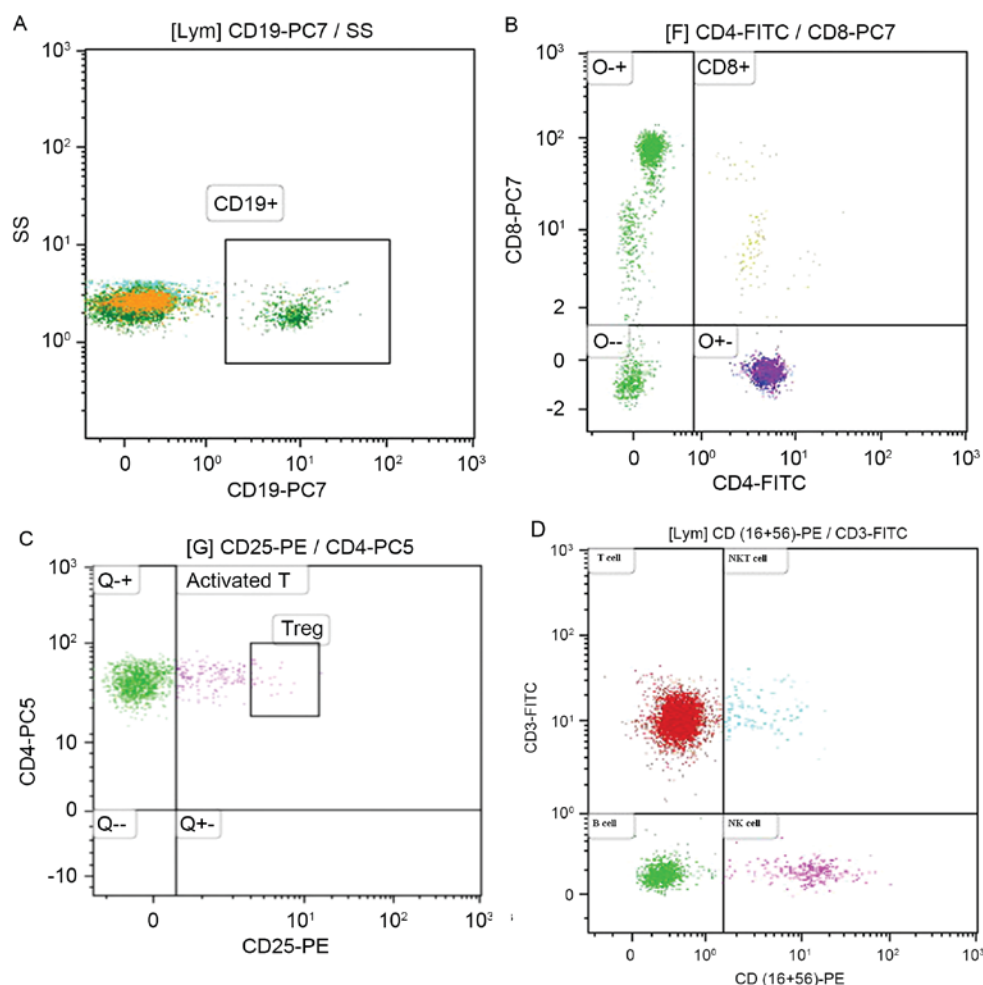 A
[Lym] CD19-PC7 / SS
10³
10²
10¹
10⁰
SS
CD19+
0 10⁰ 10¹ 10² 10³
CD19-PC7
B
[F] CD4-FITC / CD8-PC7
10³
10²
10¹
2
0
-2
CD8-PC7
O-+
CD8+
O--
O+-
0 10⁰ 10¹ 10² 10³
CD4-FITC
C
[G] CD25-PE / CD4-PC5
10³
10²
10
0
-10
CD4-PC5
Q-+
Activated T
Treg
Q--
Q+-
0 10¹ 10³
CD25-PE
D
[Lym] CD (16+56)-PE / CD3-FITC
10³
10²
10¹
10⁰
0
CD3-FITC
T cell
NKT cell
B cell
NK cell
0 10⁰ 10¹ 10² 10³
CD (16+56)-PE